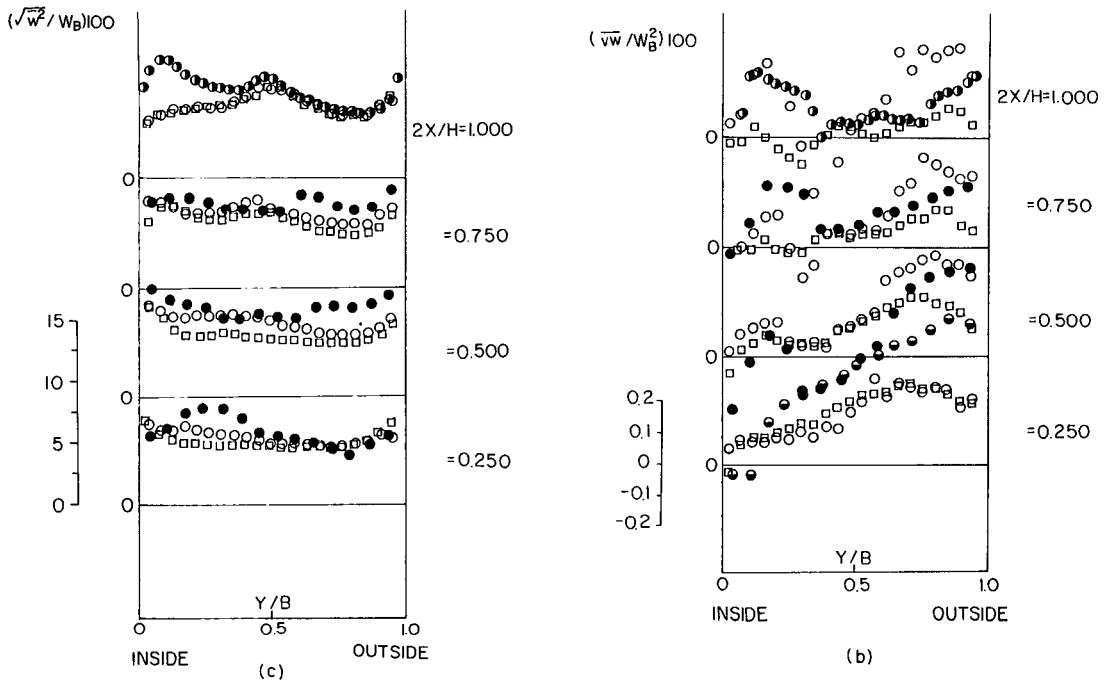 (√w̅²/W_B)100
2X/H=1.000
0
=0.750
0
15
=0.500
10
0
5
=0.250
0
0
Y/B
0 0.5 1.0
INSIDE OUTSIDE
(c)
(v̅w̅/W_B²)100
2X/H=1.000
0
=0.750
0
=0.500
0
0.2
0.1
=0.250
0
0
-0.1
-0.2
Y/B
0 0.5 1.0
INSIDE OUTSIDE
(b)